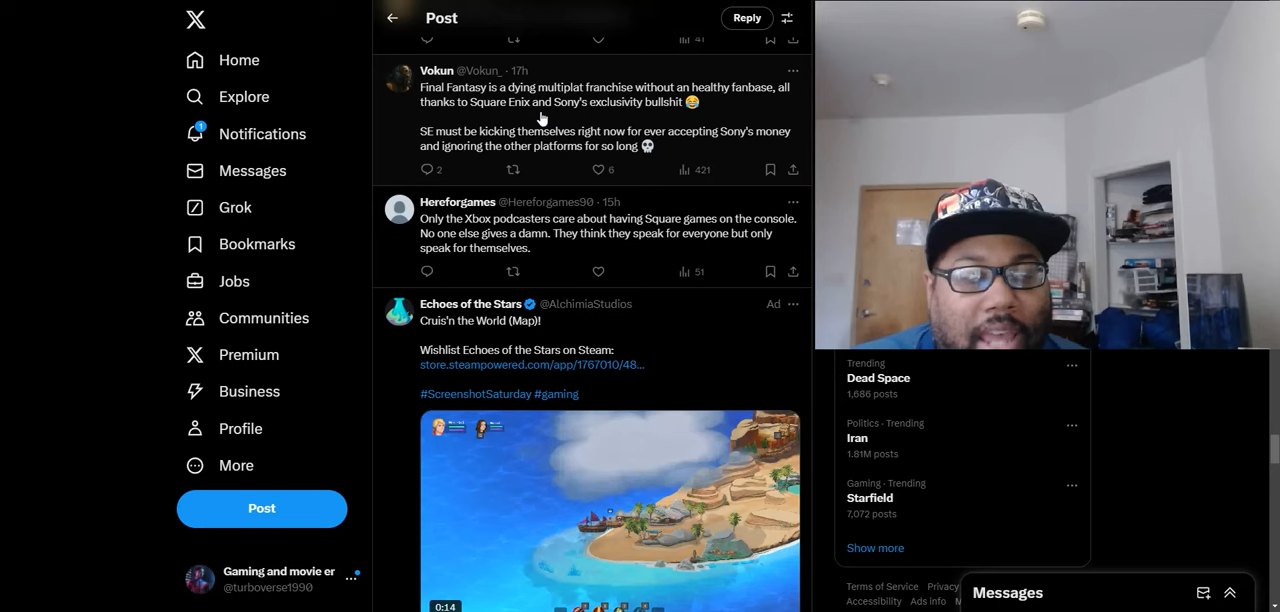 Post
Reply
Home
Explore
1
Notifications
Messages
Grok
Bookmarks
Jobs
Communities
Premium
Business
Profile
More
Post
Gaming and movie er
@turboverse1990
41
Vokun @Vokun_ · 17h
Final Fantasy is a dying multiplat franchise without an healthy fanbase, all
thanks to Square Enix and Sony's exclusivity bullshit 😂
SE must be kicking themselves right now for ever accepting Sony's money
and ignoring the other platforms for so long 💀
2
6
421
Hereforgames @Hereforgames90 · 15h
Only the Xbox podcasters care about having Square games on the console.
No one else gives a damn. They think they speak for everyone but only
speak for themselves.
51
Echoes of the Stars @AlchimiaStudios
Ad
Cruis'n the World (Map)!
Wishlist Echoes of the Stars on Steam:
store.steampowered.com/app/1767010/48...
#ScreenshotSaturday #gaming
0:14
Trending
Dead Space
1,686 posts
Politics · Trending
Iran
1.81M posts
Gaming · Trending
Starfield
7,072 posts
Show more
Terms of Service Privacy
Accessibility Ads info
Messages